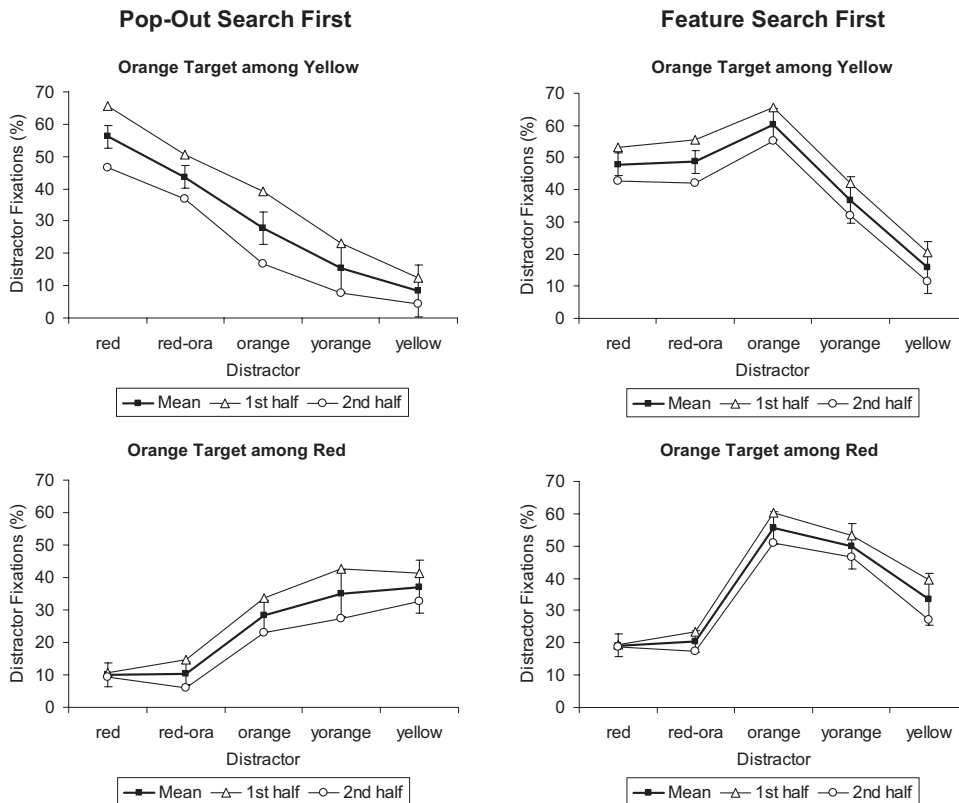 Pop-Out Search First
Feature Search First
Orange Target among Yellow
Distractor Fixations (%)
70
60
50
40
30
20
10
0
red red-ora orange yorange yellow
Distractor
Mean 1st half 2nd half
Orange Target among Yellow
Distractor Fixations (%)
70
60
50
40
30
20
10
0
red red-ora orange yorange yellow
Distractor
Mean 1st half 2nd half
Orange Target among Red
Distractor Fixations (%)
70
60
50
40
30
20
10
0
red red-ora orange yorange yellow
Distractor
Mean 1st half 2nd half
Orange Target among Red
Distractor Fixations (%)
70
60
50
40
30
20
10
0
red red-ora orange yorange yellow
Distractor
Mean 1st half 2nd half